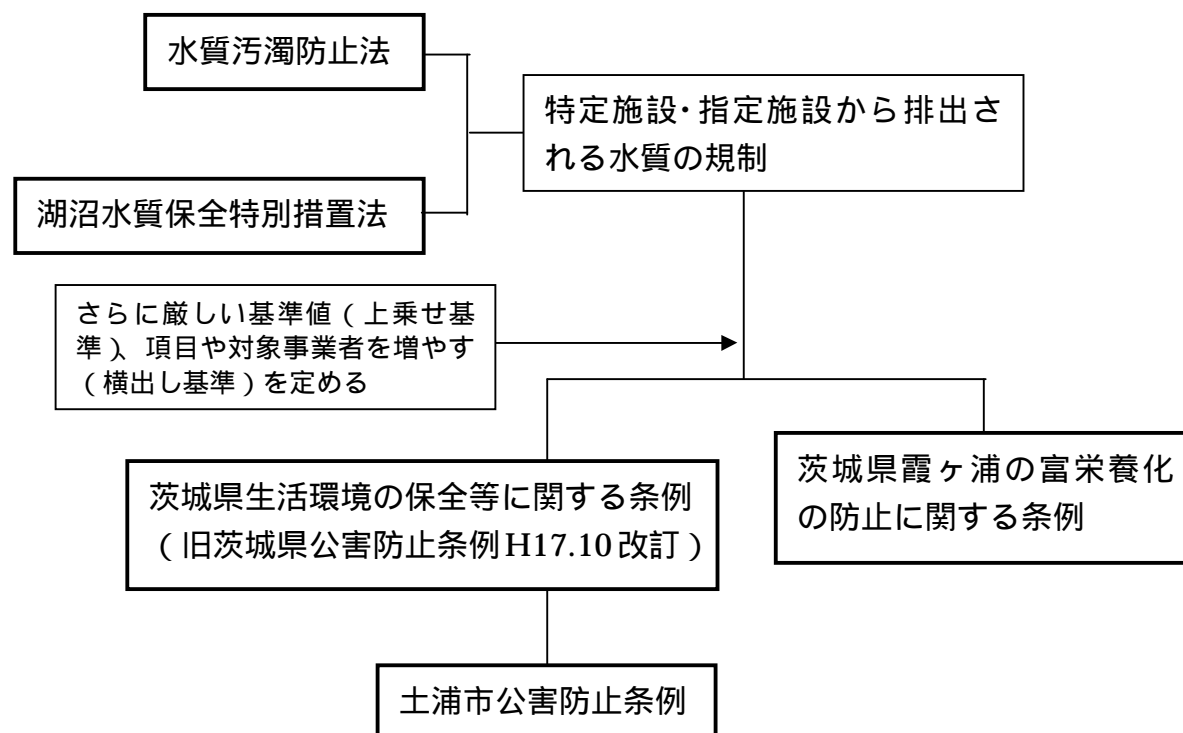 水質汚濁防止法
特定施設･指定施設から排出さ
れる水質の規制
湖沼水質保全特別措置法
さらに厳しい基準値（上乗せ基
準）、項目や対象事業者を増やす
（横出し基準）を定める
茨城県生活環境の保全等に関する条例
（旧茨城県公害防止条例H17.10改訂）
茨城県霞ヶ浦の富栄養化
の防止に関する条例
土浦市公害防止条例